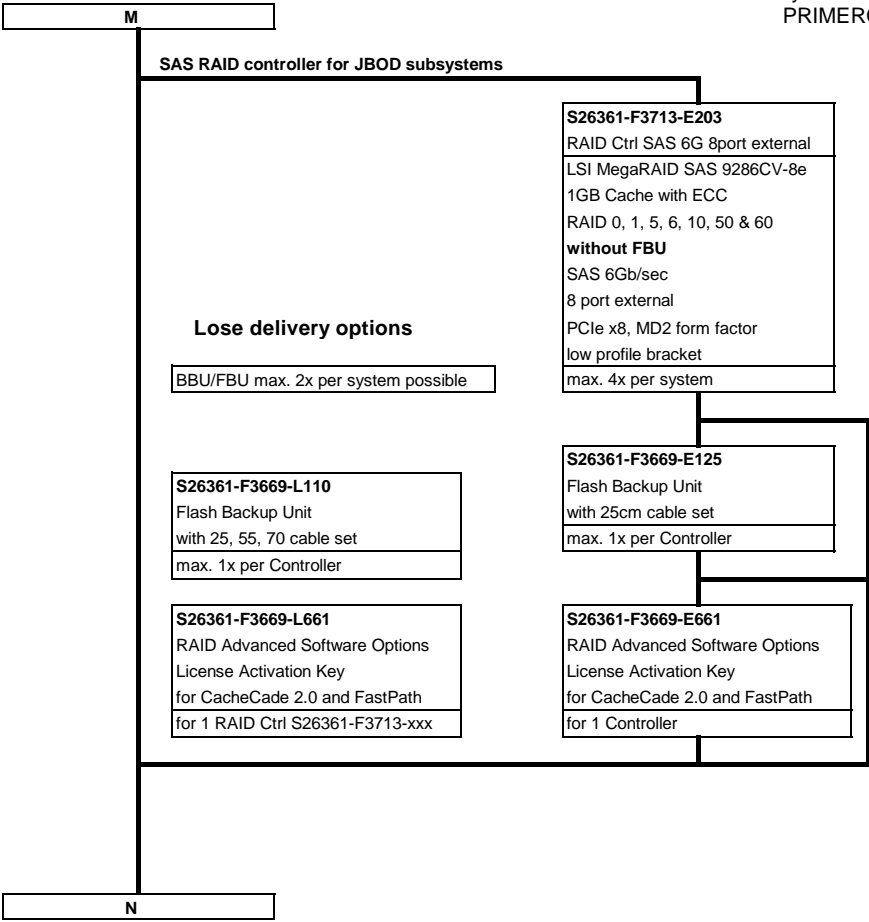 M
SAS RAID controller for JBOD subsystems
S26361-F3713-E203
RAID Ctrl SAS 6G 8port external
LSI MegaRAID SAS 9286CV-8e
1GB Cache with ECC
RAID 0, 1, 5, 6, 10, 50 & 60
without FBU
SAS 6Gb/sec
8 port external
PCIe x8, MD2 form factor
low profile bracket
max. 4x per system
Lose delivery options
BBU/FBU max. 2x per system possible
S26361-F3669-E125
Flash Backup Unit
with 25cm cable set
max. 1x per Controller
S26361-F3669-L110
Flash Backup Unit
with 25, 55, 70 cable set
max. 1x per Controller
S26361-F3669-L661
RAID Advanced Software Options
License Activation Key
for CacheCade 2.0 and FastPath
for 1 RAID Ctrl S26361-F3713-xxx
S26361-F3669-E661
RAID Advanced Software Options
License Activation Key
for CacheCade 2.0 and FastPath
for 1 Controller
N